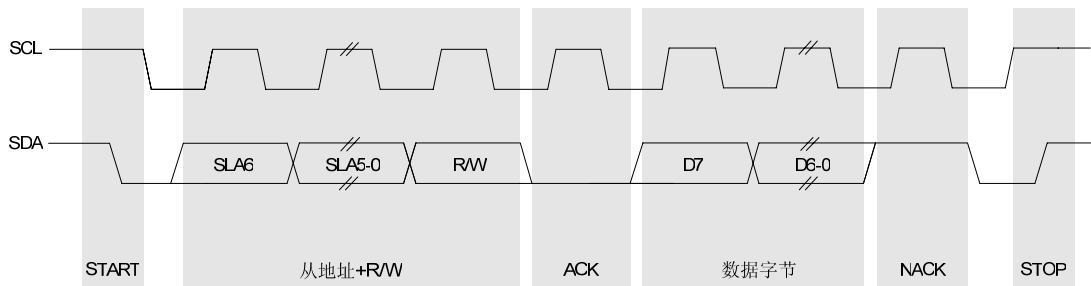 SCL
SDA
SLA6
SLA5-0
R/W
D7
D6-0
START
从地址+R/W
ACK
数据字节
NACK
STOP